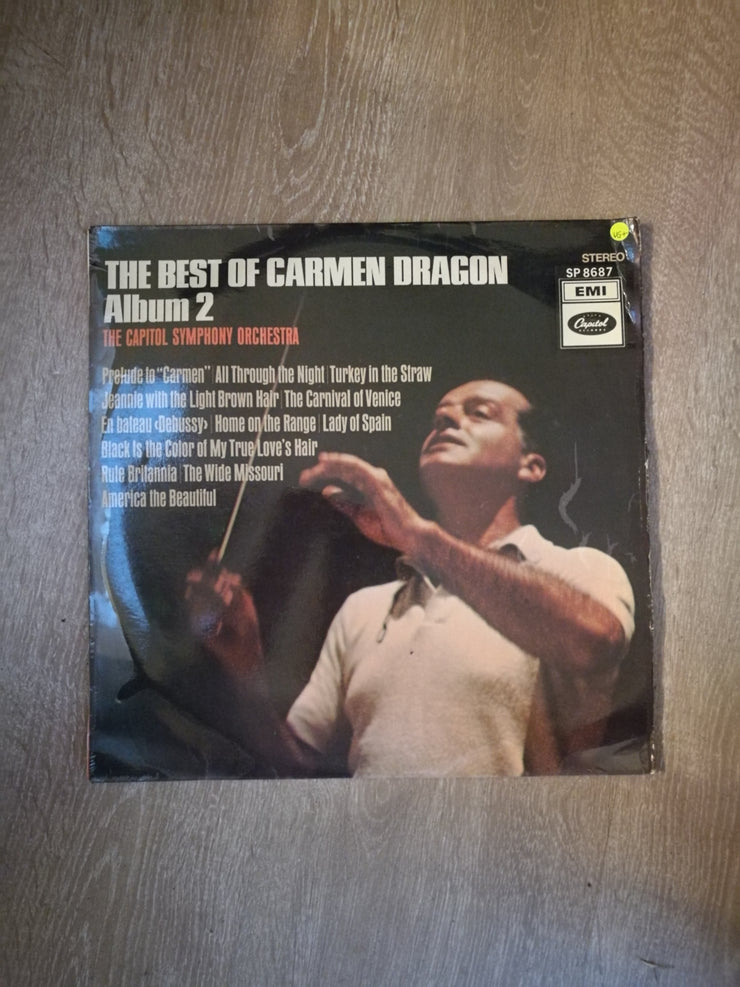 THE BEST OF CARMEN DRAGON
Album 2
THE CAPITOL SYMPHONY ORCHESTRA
Prelude to "Carmen" | All Through the Night | Turkey in the Straw
Jeannie with the Light Brown Hair | The Carnival of Venice
En bateau ‹Debussy› | Home on the Range | Lady of Spain
Black Is the Color of My True Love's Hair
Rule Britannia | The Wide Missouri
America the Beautiful
VG+
STEREO
SP 8687
EMI
Capitol
RECORDS